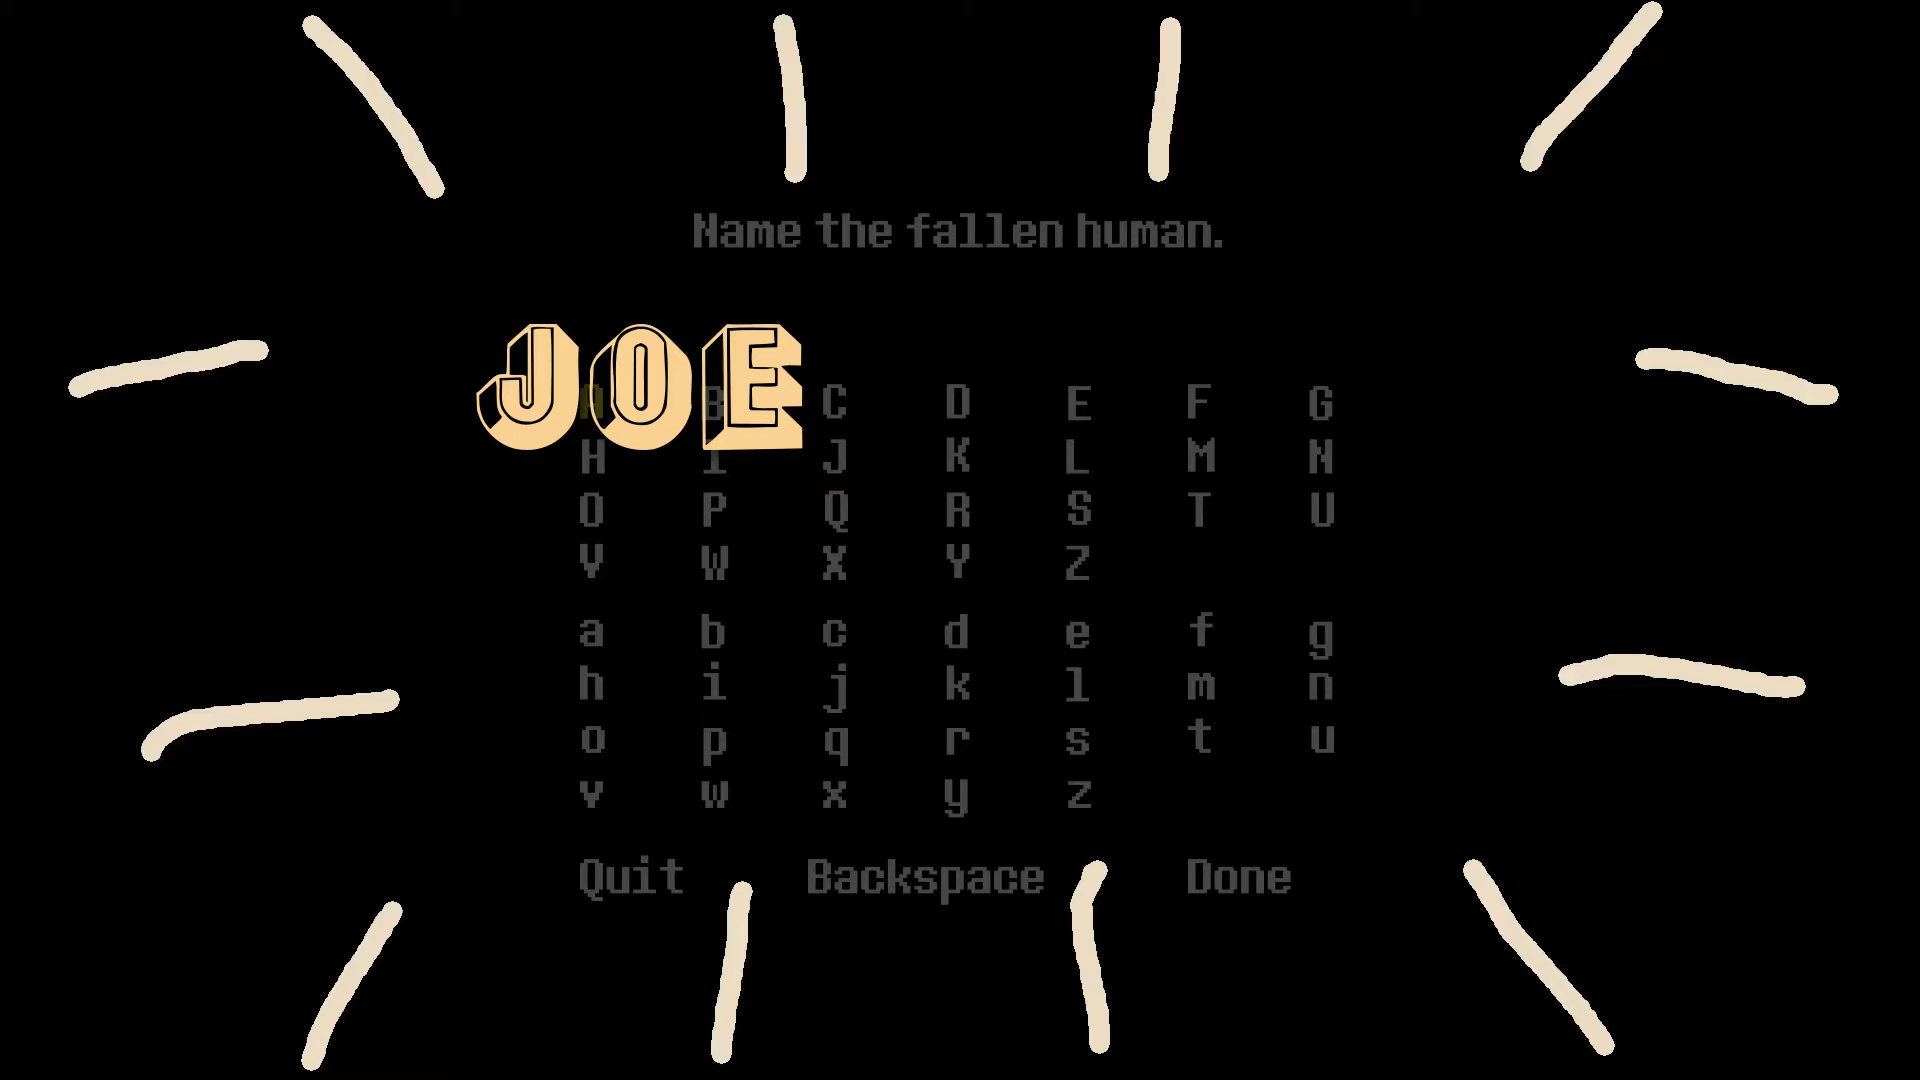 Name the fallen human.
JOE
A B C D E F G
H I J K L M N
O P Q R S T U
V W X Y Z
a b c d e f g
h i j k l m n
o p q r s t u
v w x y z
Quit Backspace Done